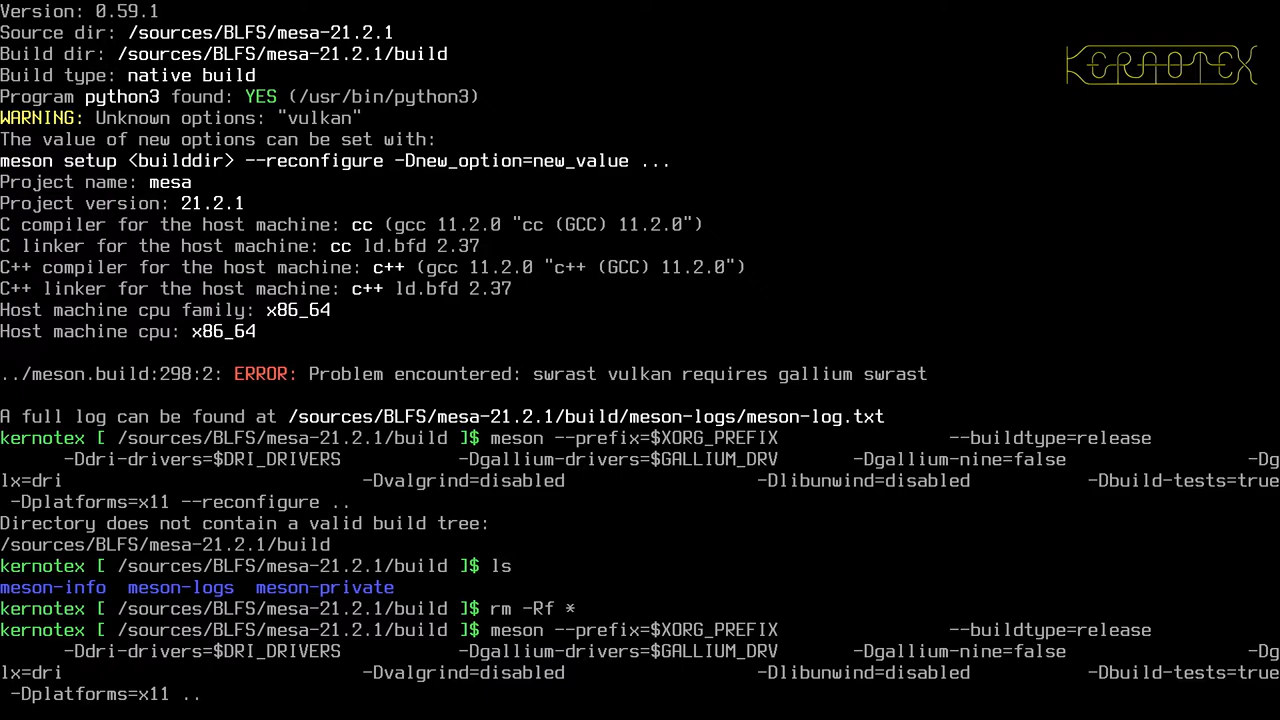 Version: 0.59.1
Source dir: /sources/BLFS/mesa-21.2.1
Build dir: /sources/BLFS/mesa-21.2.1/build
KERNOTEX
Build type: native build
Program python3 found: YES (/usr/bin/python3)
WARNING: Unknown options: "vulkan"
The value of new options can be set with:
meson setup <builddir> --reconfigure -Dnew_option=new_value ...
Project name: mesa
Project version: 21.2.1
C compiler for the host machine: cc (gcc 11.2.0 "cc (GCC) 11.2.0")
C linker for the host machine: cc ld.bfd 2.37
C++ compiler for the host machine: c++ (gcc 11.2.0 "c++ (GCC) 11.2.0")
C++ linker for the host machine: c++ ld.bfd 2.37
Host machine cpu family: x86_64
Host machine cpu: x86_64
../meson.build:298:2: ERROR: Problem encountered: swrast vulkan requires gallium swrast
A full log can be found at /sources/BLFS/mesa-21.2.1/build/meson-logs/meson-log.txt
kernotex [ /sources/BLFS/mesa-21.2.1/build ]$ meson --prefix=$XORG_PREFIX --buildtype=release
-Ddri-drivers=$DRI_DRIVERS -Dgallium-drivers=$GALLIUM_DRV -Dgallium-nine=false -Dg
lx=dri -Dvalgrind=disabled -Dlibunwind=disabled -Dbuild-tests=true
-Dplatforms=x11 --reconfigure ..
Directory does not contain a valid build tree:
/sources/BLFS/mesa-21.2.1/build
kernotex [ /sources/BLFS/mesa-21.2.1/build ]$ ls
meson-info meson-logs meson-private
kernotex [ /sources/BLFS/mesa-21.2.1/build ]$ rm -Rf *
kernotex [ /sources/BLFS/mesa-21.2.1/build ]$ meson --prefix=$XORG_PREFIX --buildtype=release
-Ddri-drivers=$DRI_DRIVERS -Dgallium-drivers=$GALLIUM_DRV -Dgallium-nine=false -Dg
lx=dri -Dvalgrind=disabled -Dlibunwind=disabled -Dbuild-tests=true
-Dplatforms=x11 ..